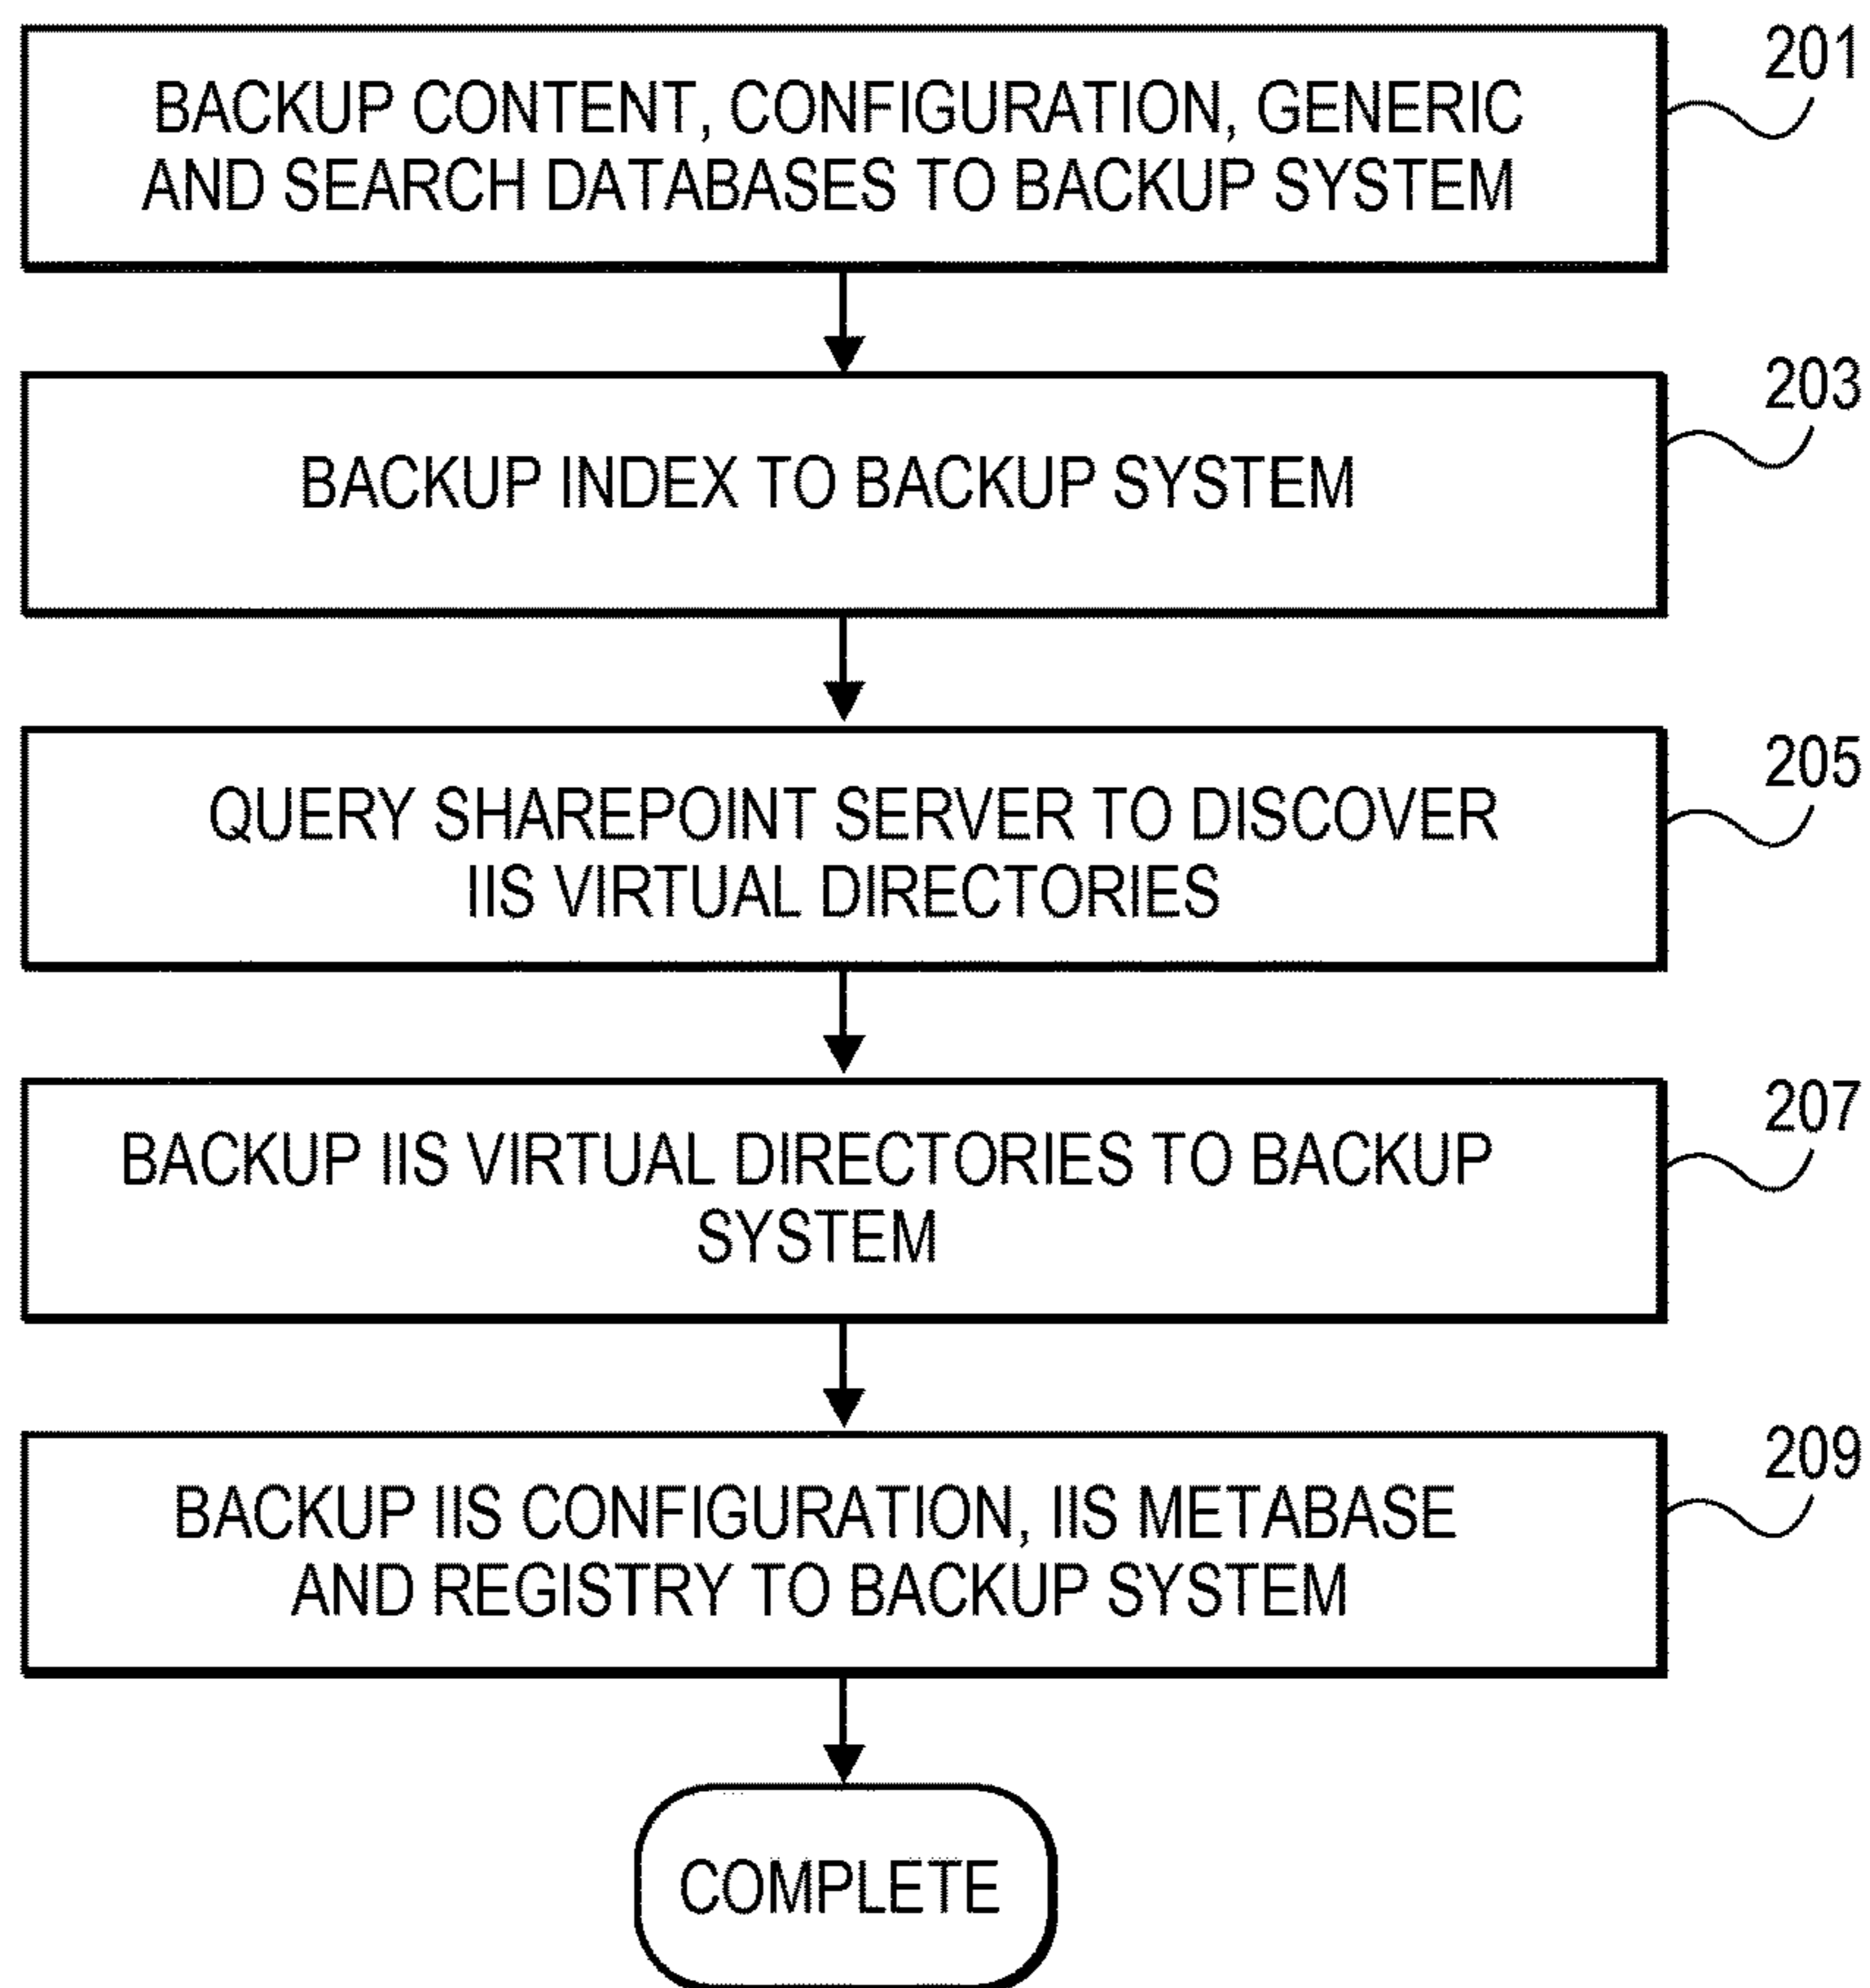 201
BACKUP CONTENT, CONFIGURATION, GENERIC
AND SEARCH DATABASES TO BACKUP SYSTEM
203
BACKUP INDEX TO BACKUP SYSTEM
205
QUERY SHAREPOINT SERVER TO DISCOVER
IIS VIRTUAL DIRECTORIES
207
BACKUP IIS VIRTUAL DIRECTORIES TO BACKUP
SYSTEM
209
BACKUP IIS CONFIGURATION, IIS METABASE
AND REGISTRY TO BACKUP SYSTEM
COMPLETE